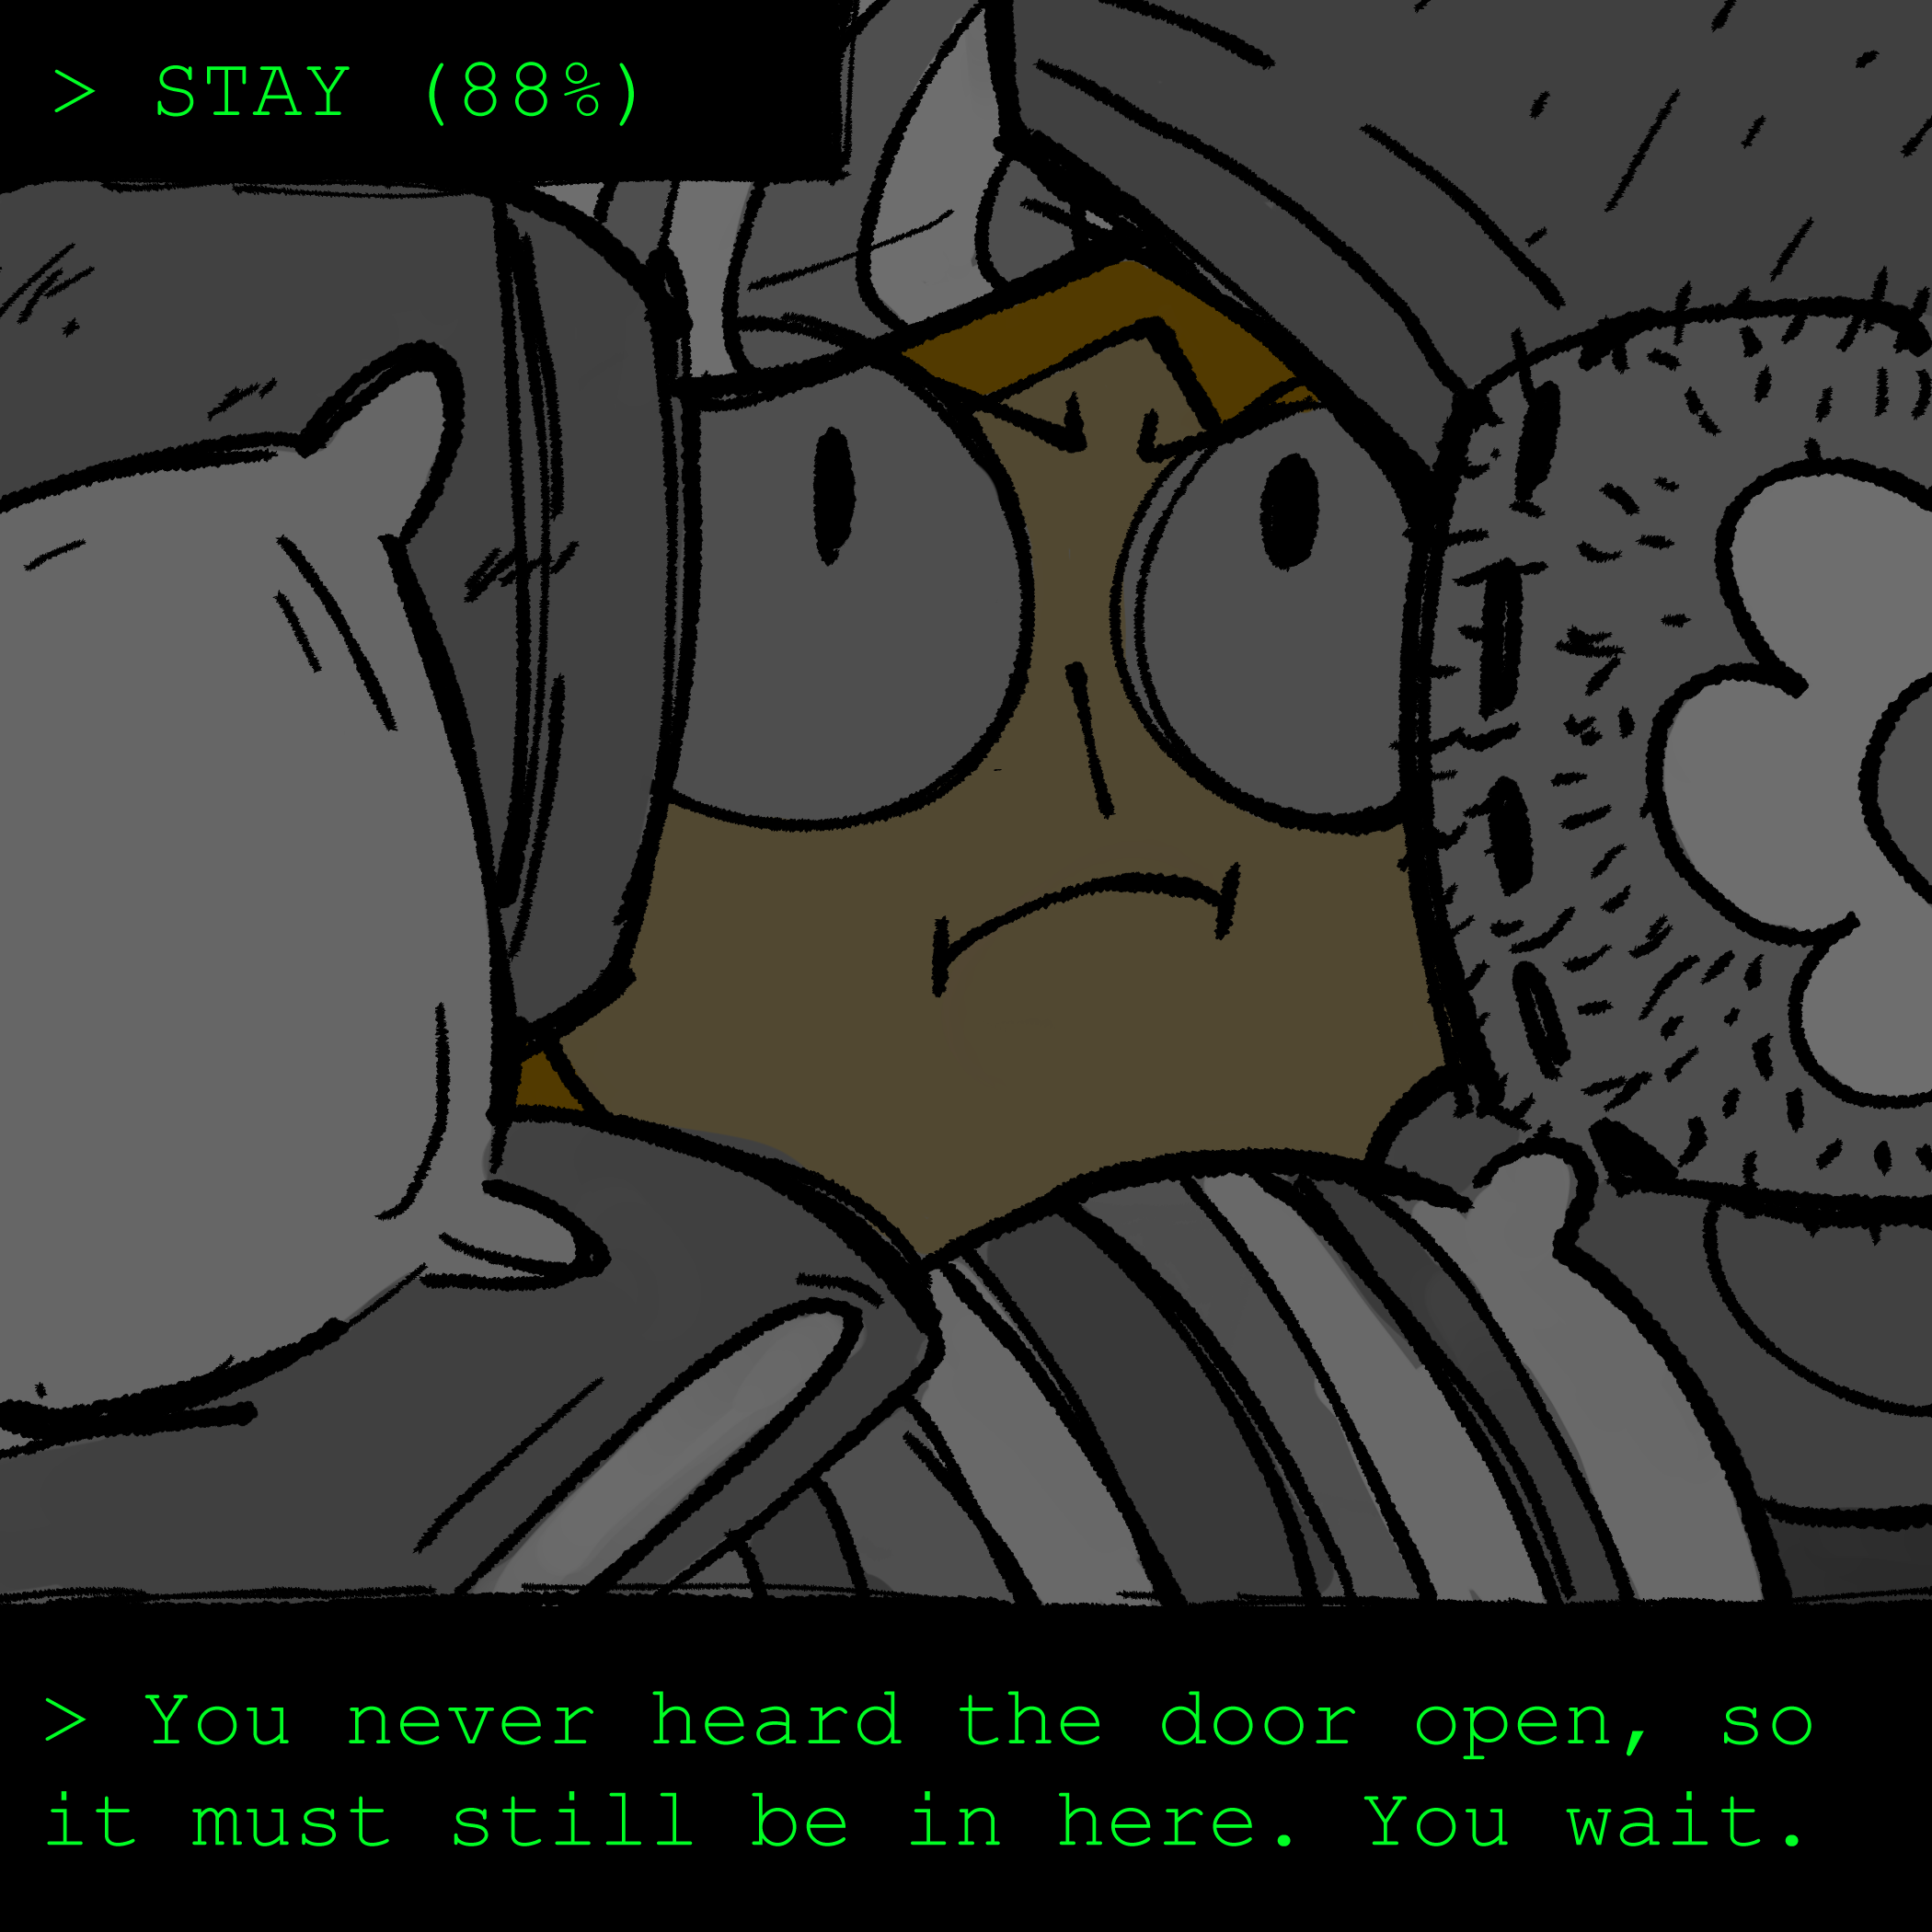 > STAY (88%)
> You never heard the door open, so
it must still be in here. You wait.